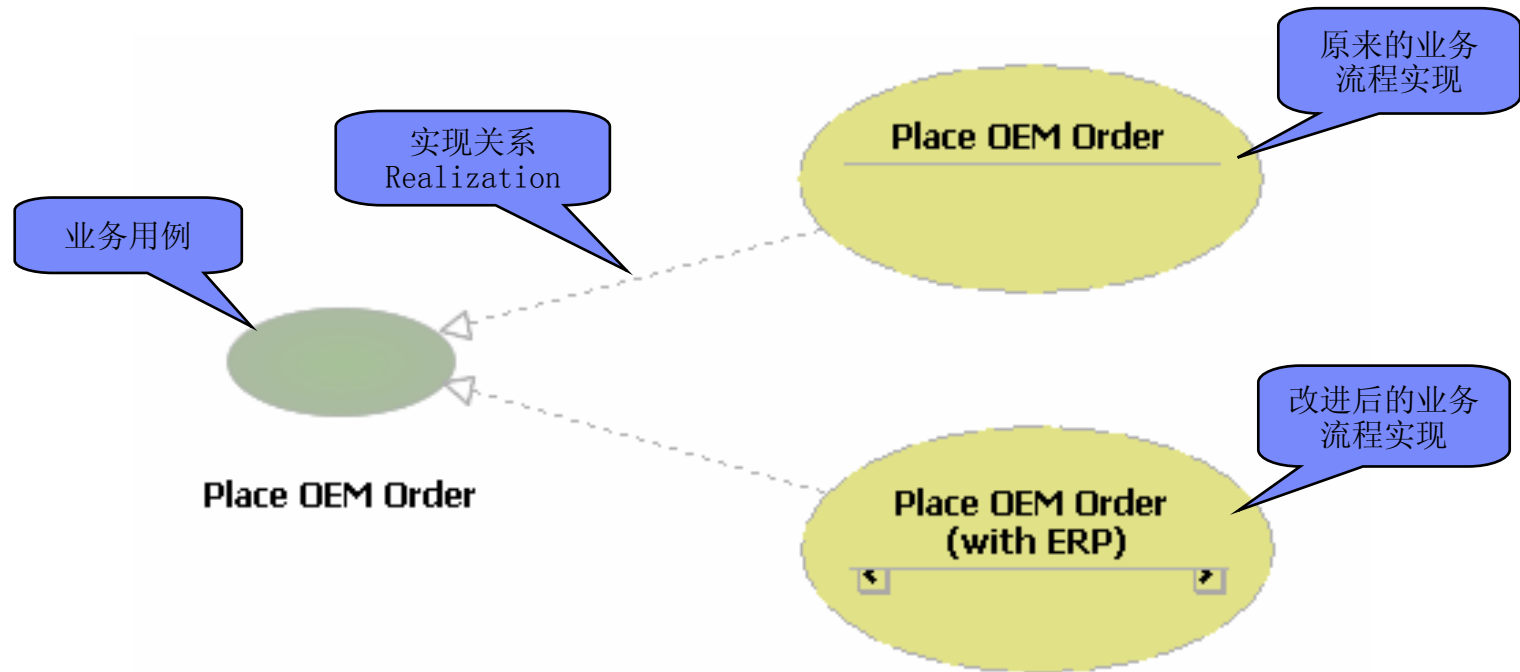 原来的业务
流程实现
Place OEM Order
实现关系
Realization
业务用例
Place OEM Order
改进后的业务
流程实现
Place OEM Order
(with ERP)